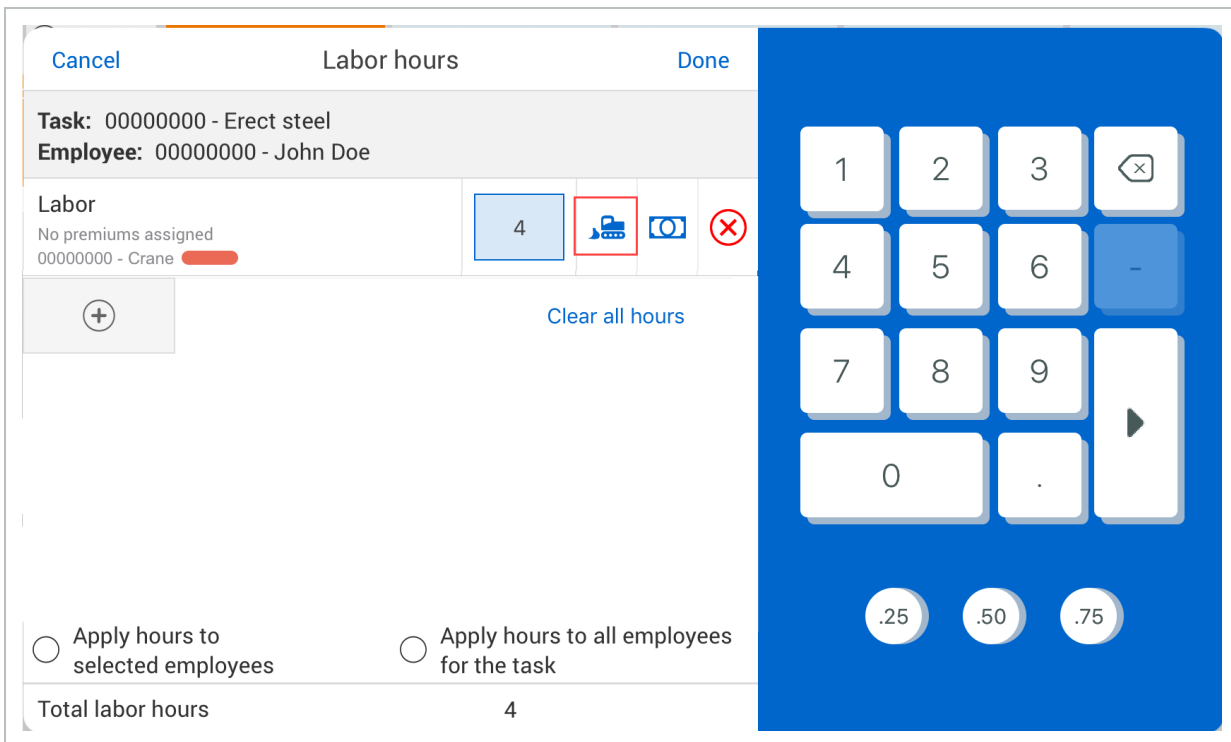 Cancel Labor hours Done
Task: 00000000 - Erect steel
Employee: 00000000 - John Doe
Labor
No premiums assigned
00000000 - Crane
4
Clear all hours
Apply hours to
selected employees
Apply hours to all employees
for the task
Total labor hours 4
1 2 3
4 5 6 -
7 8 9
0 .
.25 .50 .75